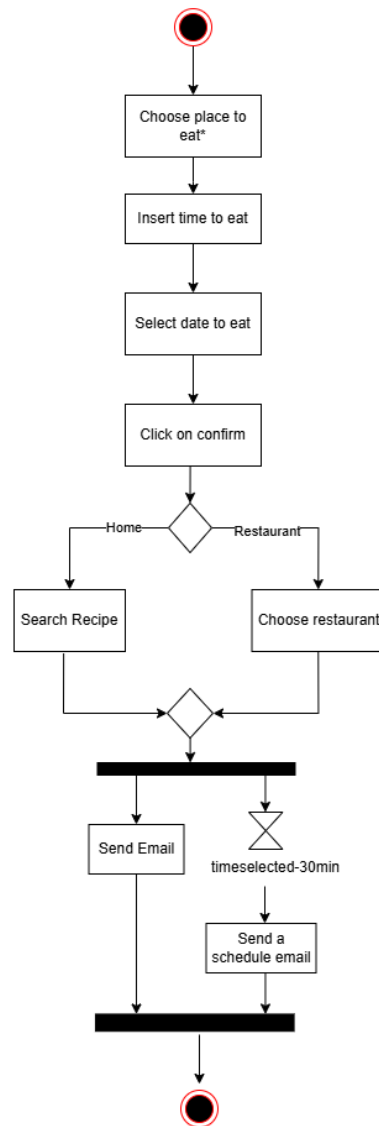 Choose place to
eat*
Insert time to eat
Select date to eat
Click on confirm
Home
Restaurant
Search Recipe
Choose restaurant
Send Email
timeselected-30min
Send a
schedule email